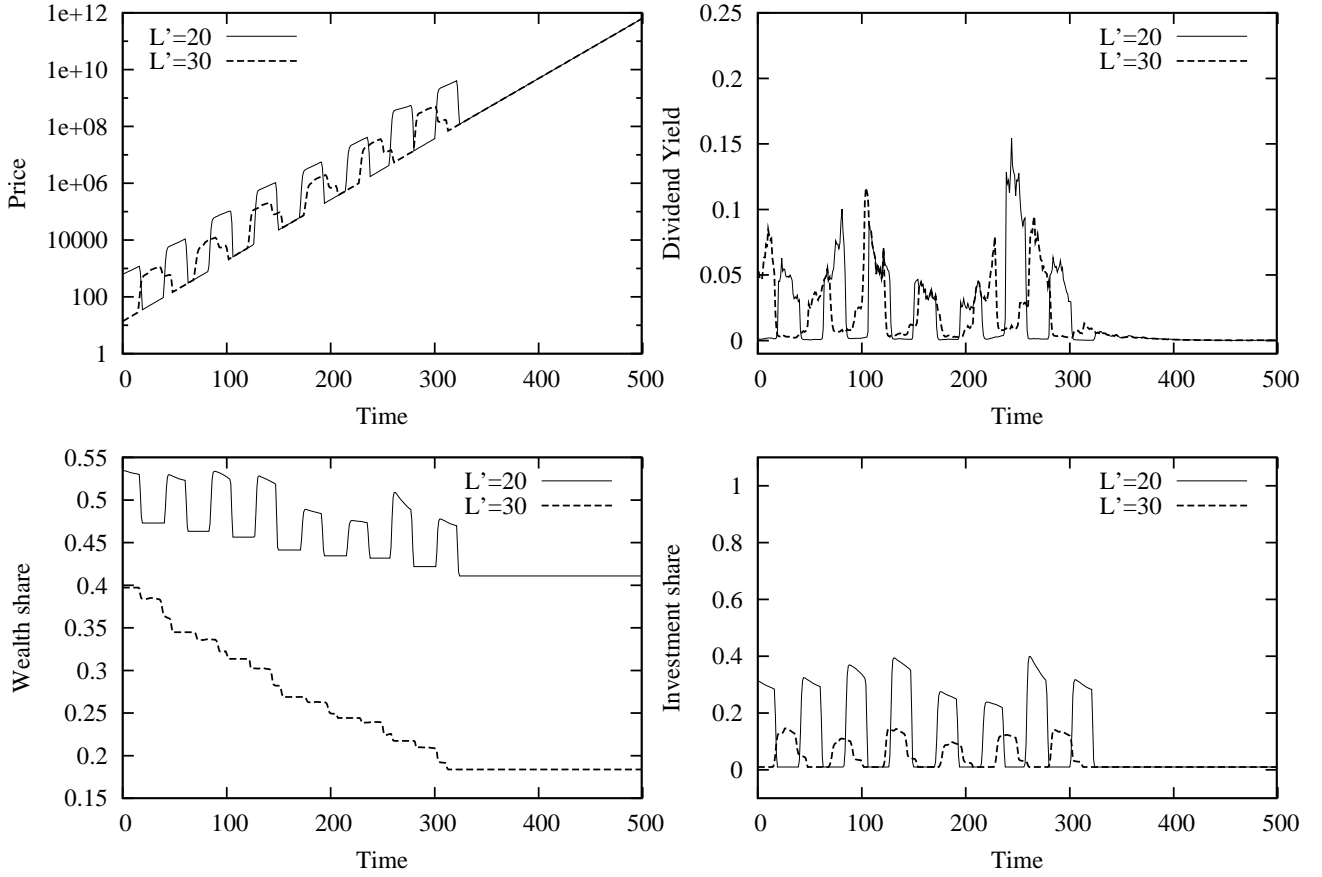 Price
1e+12
1e+10
1e+08
1e+06
10000
100
1
L'=20
L'=30
0 100 200 300 400 500
Time
Dividend Yield
0.25
0.2
0.15
0.1
0.05
0
L'=20
L'=30
0 100 200 300 400 500
Time
Wealth share
0.55
0.5
0.45
0.4
0.35
0.3
0.25
0.2
0.15
L'=20
L'=30
0 100 200 300 400 500
Time
Investment share
1
0.8
0.6
0.4
0.2
0
L'=20
L'=30
0 100 200 300 400 500
Time